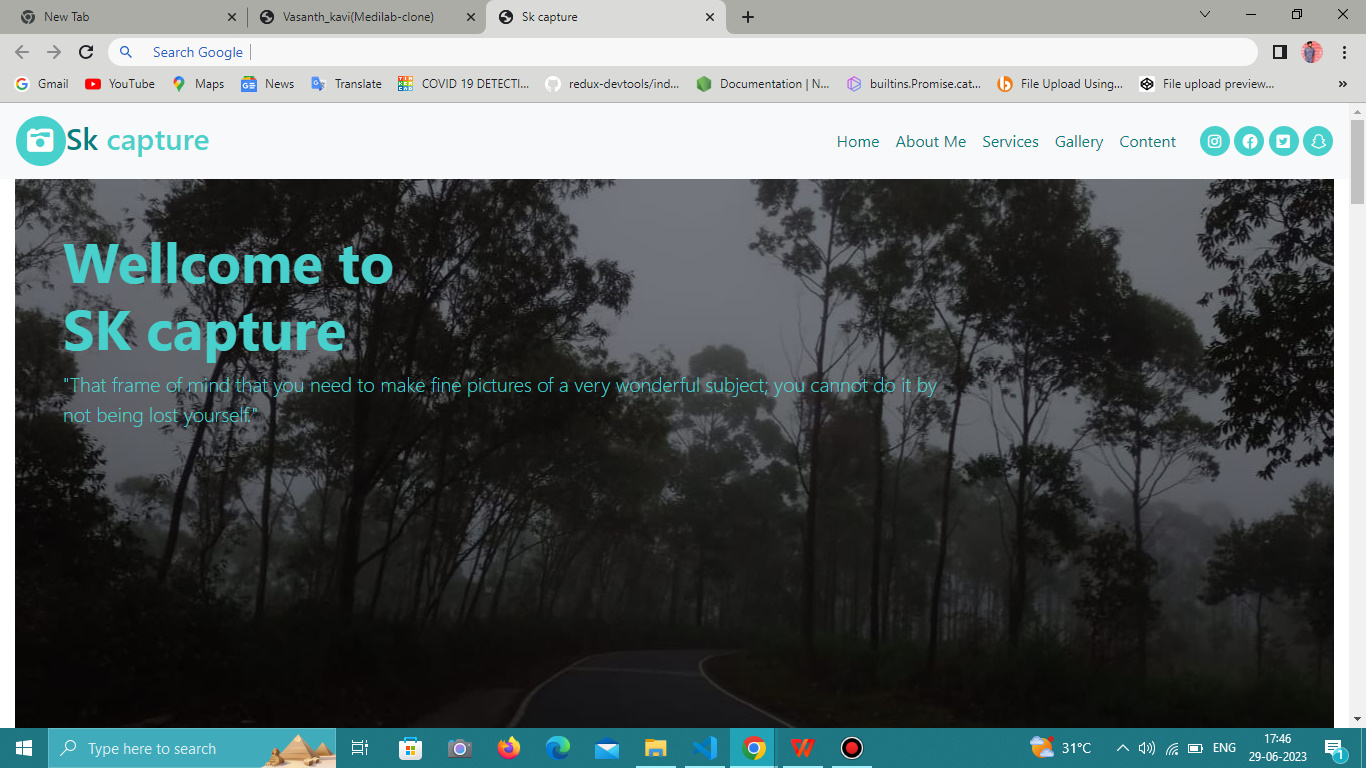 New Tab
Vasanth_kavi(Medilab-clone)
Sk capture
Search Google
Gmail
YouTube
Maps
News
Translate
COVID 19 DETECTI...
redux-devtools/ind...
Documentation | N...
builtins.Promise.cat...
File Upload Using...
File upload preview...
»
Sk capture
Home
About Me
Services
Gallery
Content
Wellcome to
SK capture
"That frame of mind that you need to make fine pictures of a very wonderful subject; you cannot do it by
not being lost yourself."
Type here to search
31°C
ENG
17:46
29-06-2023
1